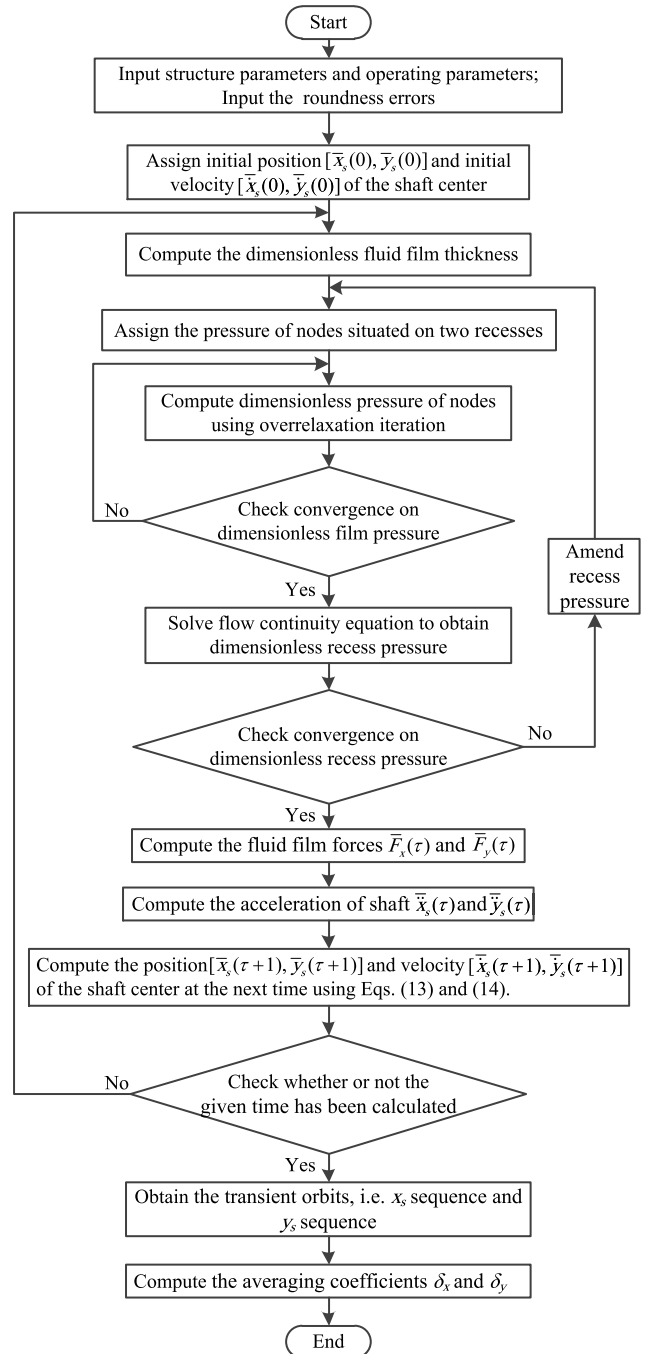 Start
Input structure parameters and operating parameters;
Input the roundness errors
Assign initial position [x̅ₛ(0), y̅ₛ(0)] and initial
velocity [x̅̇ₛ(0), y̅̇ₛ(0)] of the shaft center
Compute the dimensionless fluid film thickness
Assign the pressure of nodes situated on two recesses
Compute dimensionless pressure of nodes
using overrelaxation iteration
No
Check convergence on
dimensionless film pressure
Amend
recess
pressure
Yes
Solve flow continuity equation to obtain
dimensionless recess pressure
Check convergence on
dimensionless recess pressure
No
Yes
Compute the fluid film forces F̅ₓ(τ) and F̅ᵧ(τ)
Compute the acceleration of shaft x̅̈ₛ(τ) and y̅̈ₛ(τ)
Compute the position[x̅ₛ(τ+1), y̅ₛ(τ+1)] and velocity [x̅̇ₛ(τ+1), y̅̇ₛ(τ+1)]
of the shaft center at the next time using Eqs. (13) and (14).
No
Check whether or not the
given time has been calculated
Yes
Obtain the transient orbits, i.e. xₛ sequence and
yₛ sequence
Compute the averaging coefficients δₓ and δᵧ
End